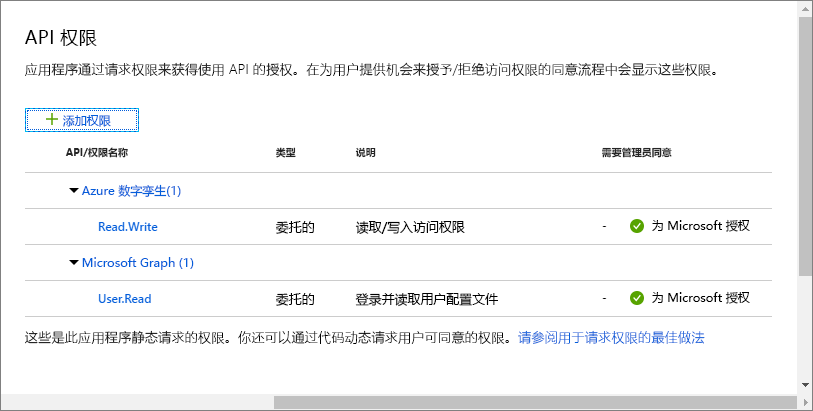 API 权限
应用程序通过请求权限来获得使用 API 的授权。在为用户提供机会来授予/拒绝访问权限的同意流程中会显示这些权限。
添加权限
API/权限名称 类型 说明 需要管理员同意
Azure 数字孪生(1)
Read.Write 委托的 读取/写入访问权限 - 为 Microsoft 授权
Microsoft Graph (1)
User.Read 委托的 登录并读取用户配置文件 - 为 Microsoft 授权
这些是此应用程序静态请求的权限。你还可以通过代码动态请求用户可同意的权限。请参阅用于请求权限的最佳做法